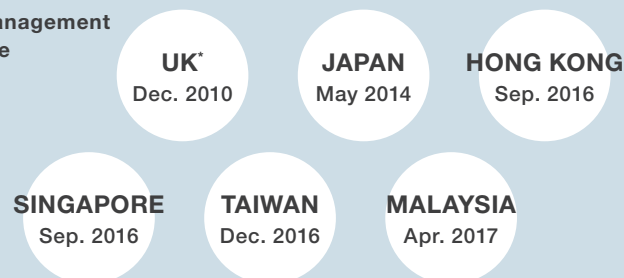 UK*
JAPAN
HONG KONG
Dec. 2010
May 2014
Sep. 2016
SINGAPORE
TAIWAN
MALAYSIA
Sep. 2016
Dec. 2016
Apr. 2017